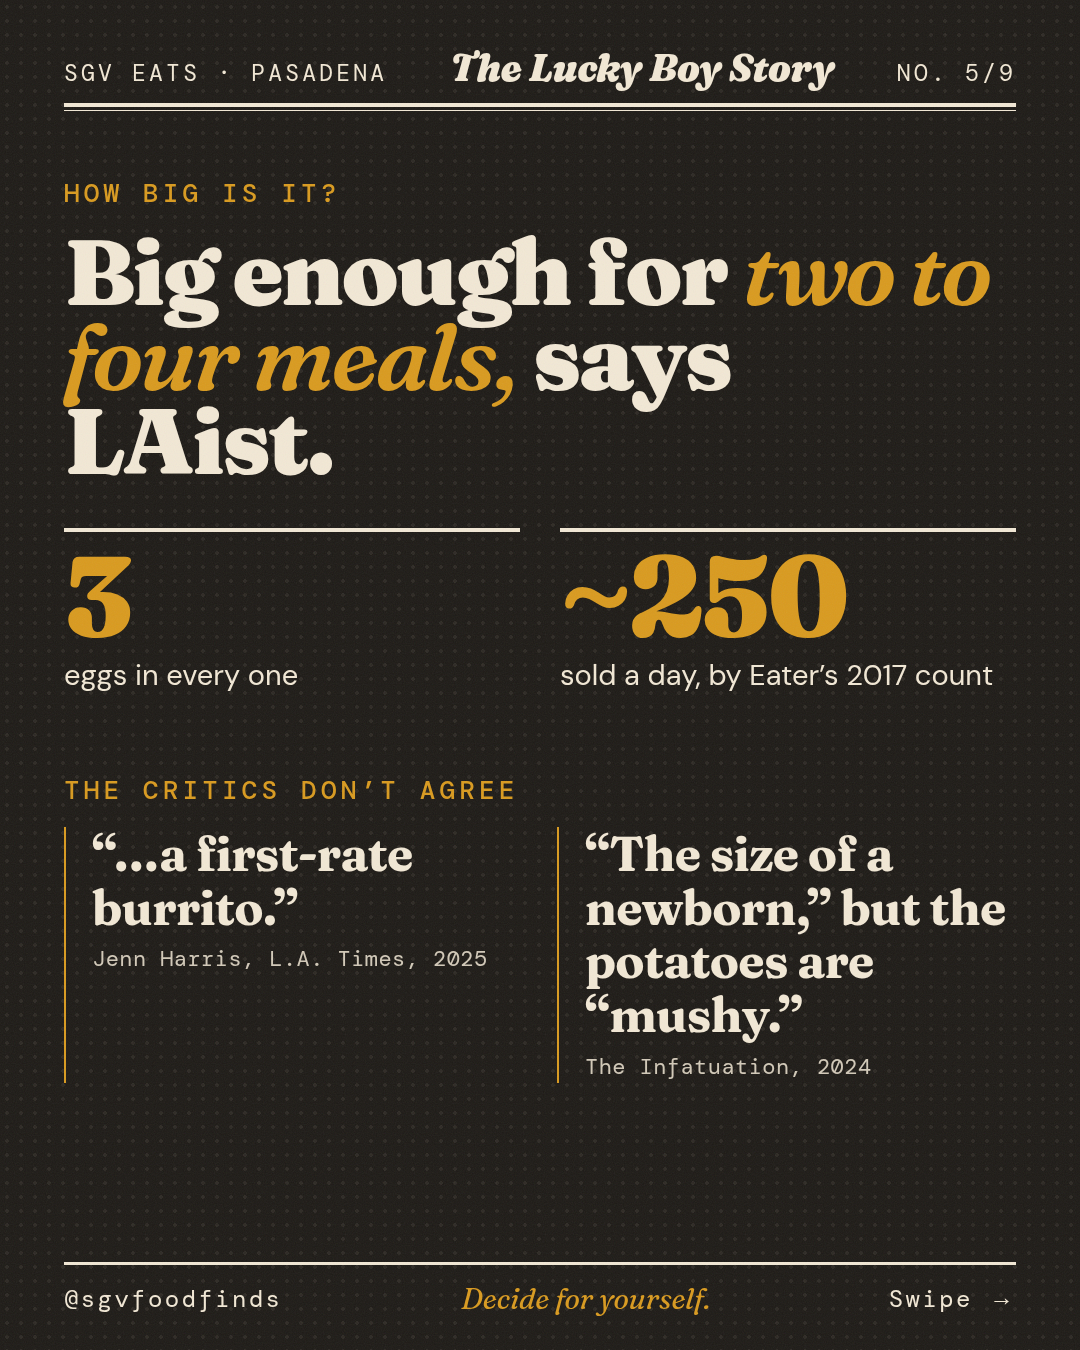 SGV EATS · PASADENA
The Lucky Boy Story
NO. 5/9
HOW BIG IS IT?
Big enough for two to
four meals, says
LAist.
3
eggs in every one
~250
sold a day, by Eater’s 2017 count
THE CRITICS DON’T AGREE
“…a first-rate
burrito.”
Jenn Harris, L.A. Times, 2025
“The size of a
newborn,” but the
potatoes are
“mushy.”
The Infatuation, 2024
@sgvfoodfinds
Decide for yourself.
Swipe →